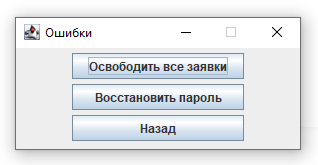 Ошибки
Освободить все заявки
Восстановить пароль
Назад